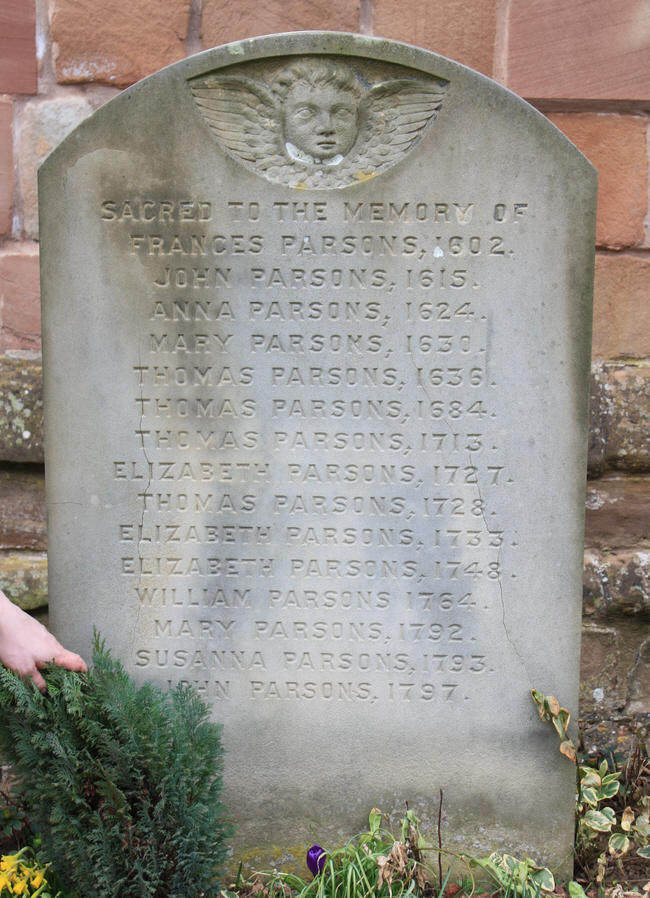 SACRED TO THE MEMORY OF
FRANCES PARSONS, 1602.
JOHN PARSONS, 1615.
ANNA PARSONS, 1624.
MARY PARSONS, 1630.
THOMAS PARSONS, 1636.
THOMAS PARSONS, 1684.
THOMAS PARSONS, 1713.
ELIZABETH PARSONS, 1727.
THOMAS PARSONS, 1728.
ELIZABETH PARSONS, 1733.
ELIZABETH PARSONS, 1748.
WILLIAM PARSONS 1764.
MARY PARSONS, 1792.
SUSANNA PARSONS, 1793.
JOHN PARSONS, 1797.